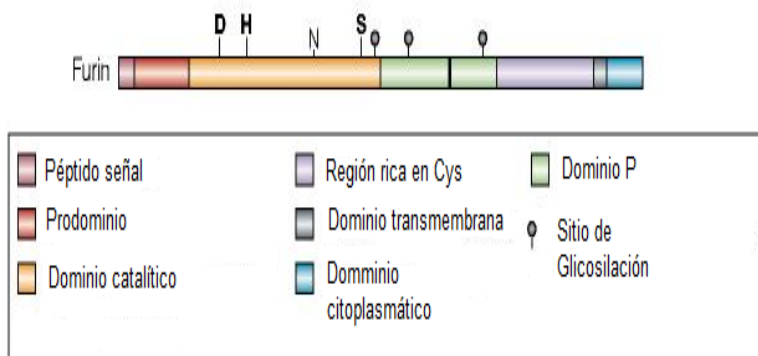 D H N S
Furin
Péptido señal
Región rica en Cys
Dominio P
Prodominio
Dominio transmembrana
Sitio de
Glicosilación
Dominio catalítico
Domminio
citoplasmático